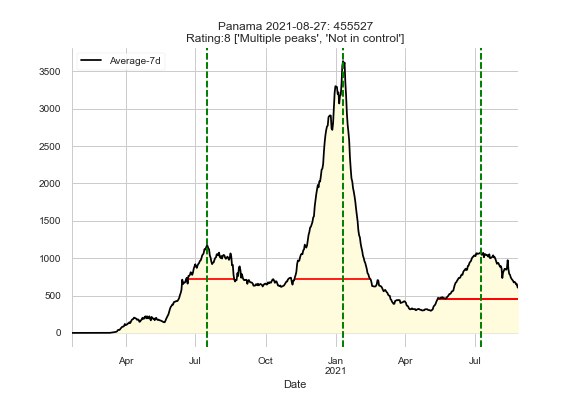 Panama 2021-08-27: 455527
Rating:8 ['Multiple peaks', 'Not in control']
Average-7d
3500
3000
2500
2000
1500
1000
500
0
Apr Jul Oct Jan Apr Jul
2021
Date